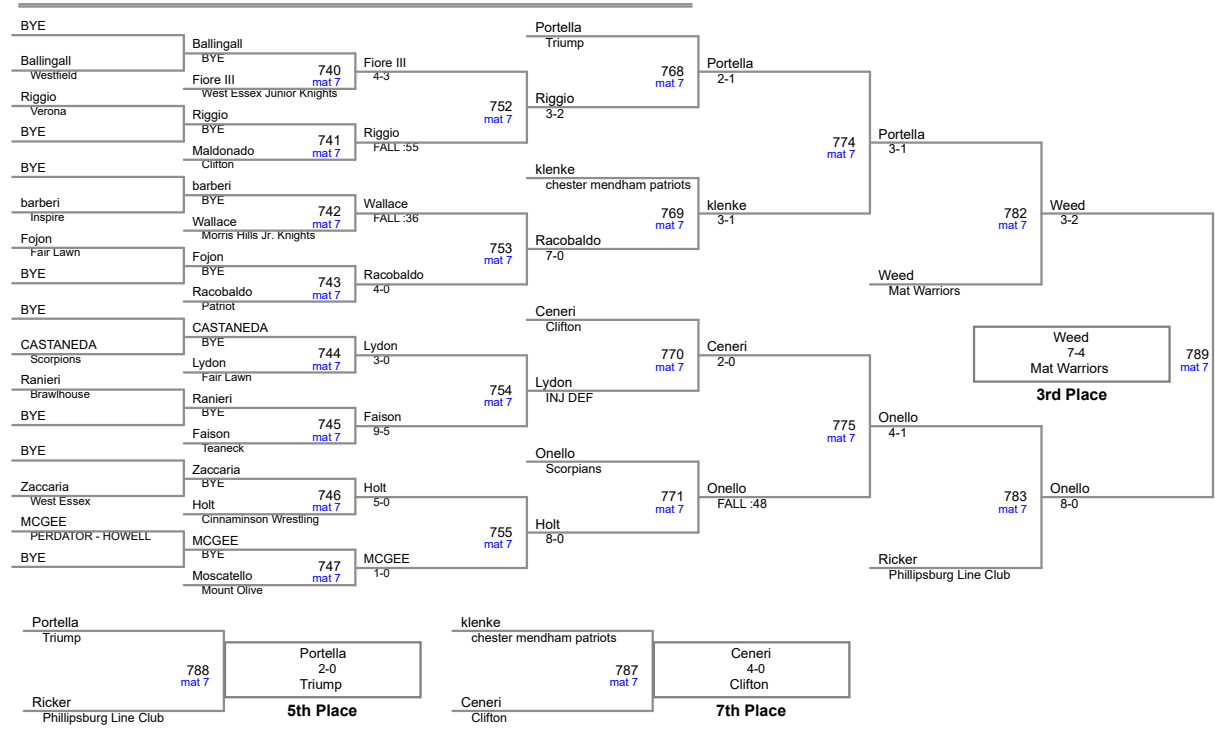 BYE
Ballingall
Westfield
Riggio
Verona
BYE
BYE
barberi
Inspire
Fojon
Fair Lawn
BYE
BYE
CASTANEDA
Scorpions
Ranieri
Brawlhouse
BYE
BYE
Zaccaria
West Essex
MCGEE
PERDATOR - HOWELL
BYE
Ballingall
BYE
740
mat 7
Fiore III
West Essex Junior Knights
Riggio
BYE
741
mat 7
Maldonado
Clifton
barberi
BYE
742
mat 7
Wallace
Morris Hills Jr. Knights
Fojon
BYE
743
mat 7
Racobaldo
Patriot
CASTANEDA
BYE
744
mat 7
Lydon
Fair Lawn
Ranieri
BYE
745
mat 7
Faison
Teaneck
Zaccaria
BYE
746
mat 7
Holt
Cinnaminson Wrestling
MCGEE
BYE
747
mat 7
Moscatello
Mount Olive
Fiore III
4-3
752
mat 7
Riggio
FALL :55
Wallace
FALL :36
753
mat 7
Racobaldo
4-0
Lydon
3-0
754
mat 7
Faison
9-5
Holt
5-0
755
mat 7
MCGEE
1-0
Portella
Triump
768
mat 7
Riggio
3-2
klenke
chester mendham patriots
769
mat 7
Racobaldo
7-0
Ceneri
Clifton
770
mat 7
Lydon
INJ DEF
Onello
Scorpians
771
mat 7
Holt
8-0
Portella
2-1
774
mat 7
klenke
3-1
Ceneri
2-0
775
mat 7
Onello
FALL :48
Portella
3-1
782
mat 7
Weed
Mat Warriors
Onello
4-1
783
mat 7
Ricker
Phillipsburg Line Club
Weed
3-2
789
mat 7
Onello
8-0
Weed
7-4
Mat Warriors
3rd Place
Portella
Triump
788
mat 7
Ricker
Phillipsburg Line Club
Portella
2-0
Triump
5th Place
klenke
chester mendham patriots
787
mat 7
Ceneri
Clifton
Ceneri
4-0
Clifton
7th Place